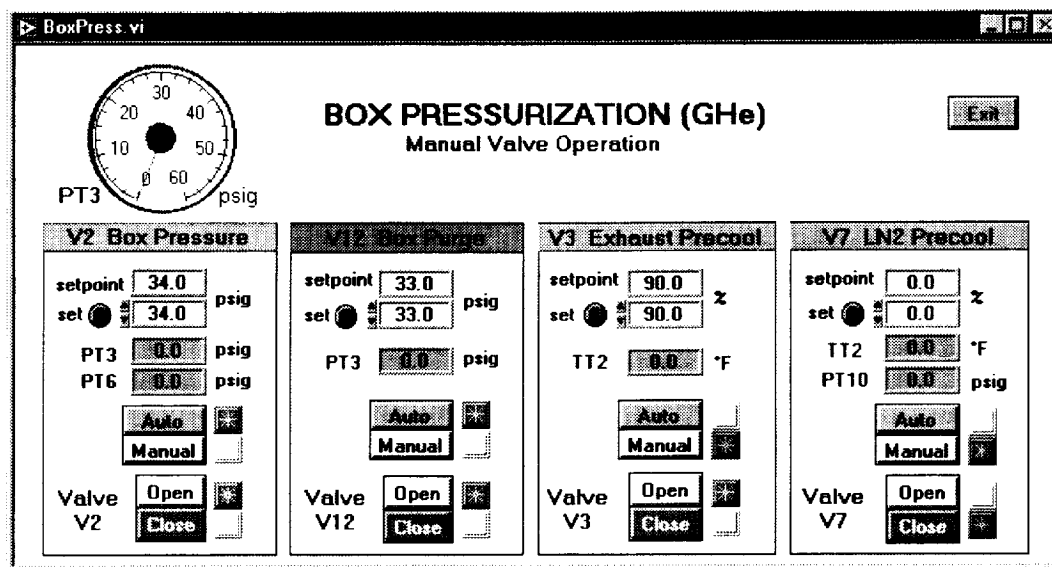 BoxPress.vi
BOX PRESSURIZATION (GHe)
Manual Valve Operation
Exit
0 10 20 30 40 50 60
PT3
psig
V2 Box Pressure
setpoint 34.0
set 34.0 psig
PT3 0.0 psig
PT6 0.0 psig
Auto
Manual
Valve V2
Open
Close
V12 Box Purge
setpoint 33.0
set 33.0 psig
PT3 0.0 psig
Auto
Manual
Valve V12
Open
Close
V3 Exhaust Precool
setpoint 90.0
set 90.0 %
TT2 0.0 °F
Auto
Manual
Valve V3
Open
Close
V7 LN2 Precool
setpoint 0.0
set 0.0 %
TT2 0.0 °F
PT10 0.0 psig
Auto
Manual
Valve V7
Open
Close